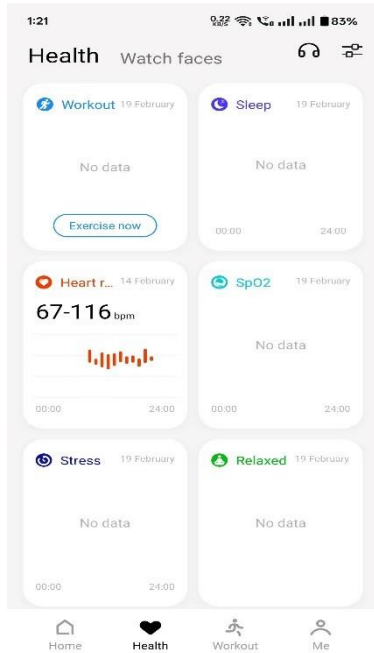 1:21 0.22 KB/S 83%
Health Watch faces
Workout 19 February
No data
Exercise now
Sleep 19 February
No data
00:00 24:00
Heart r... 14 February
67-116 bpm
00:00 24:00
SpO2 19 February
No data
00:00 24:00
Stress 19 February
No data
00:00 24:00
Relaxed 19 February
No data
Home Health Workout Me